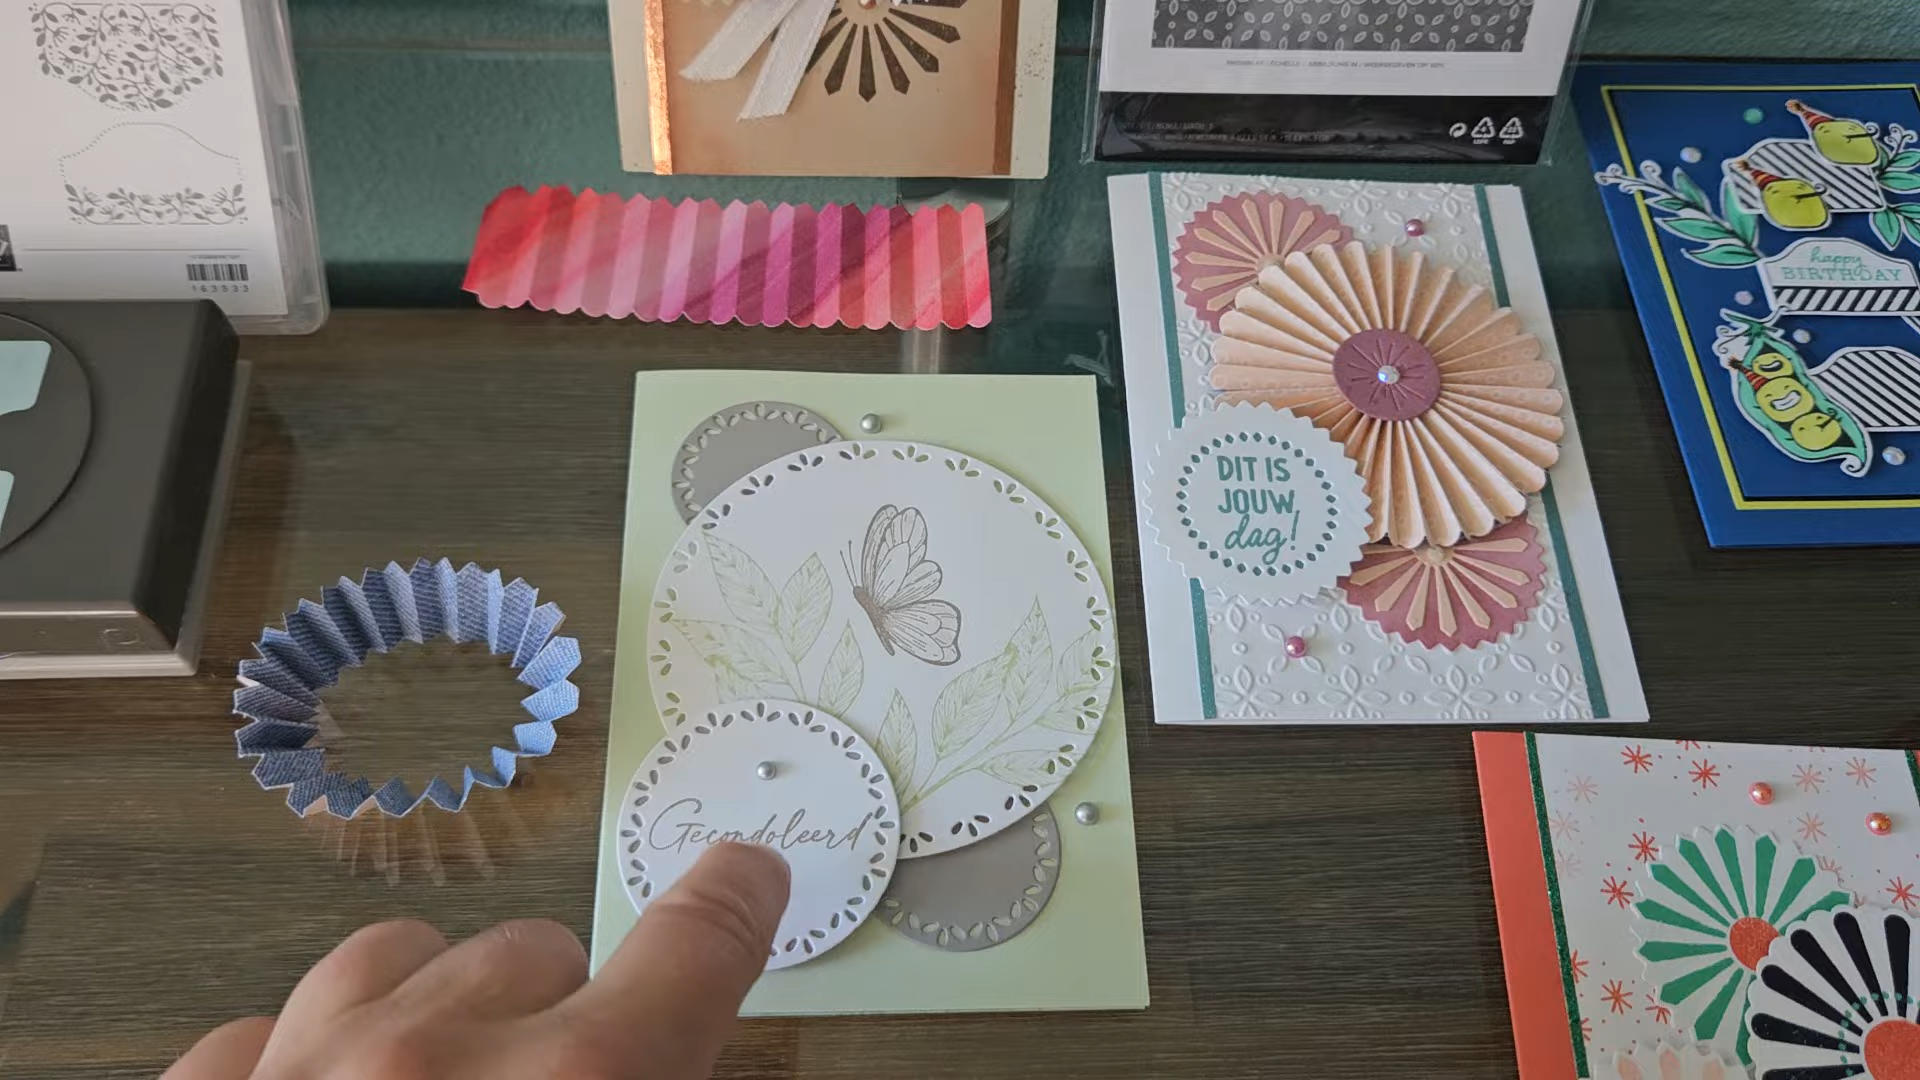 163533
happy
BIRTHDAY
DIT IS
JOUW
dag!
Gecondoleerd